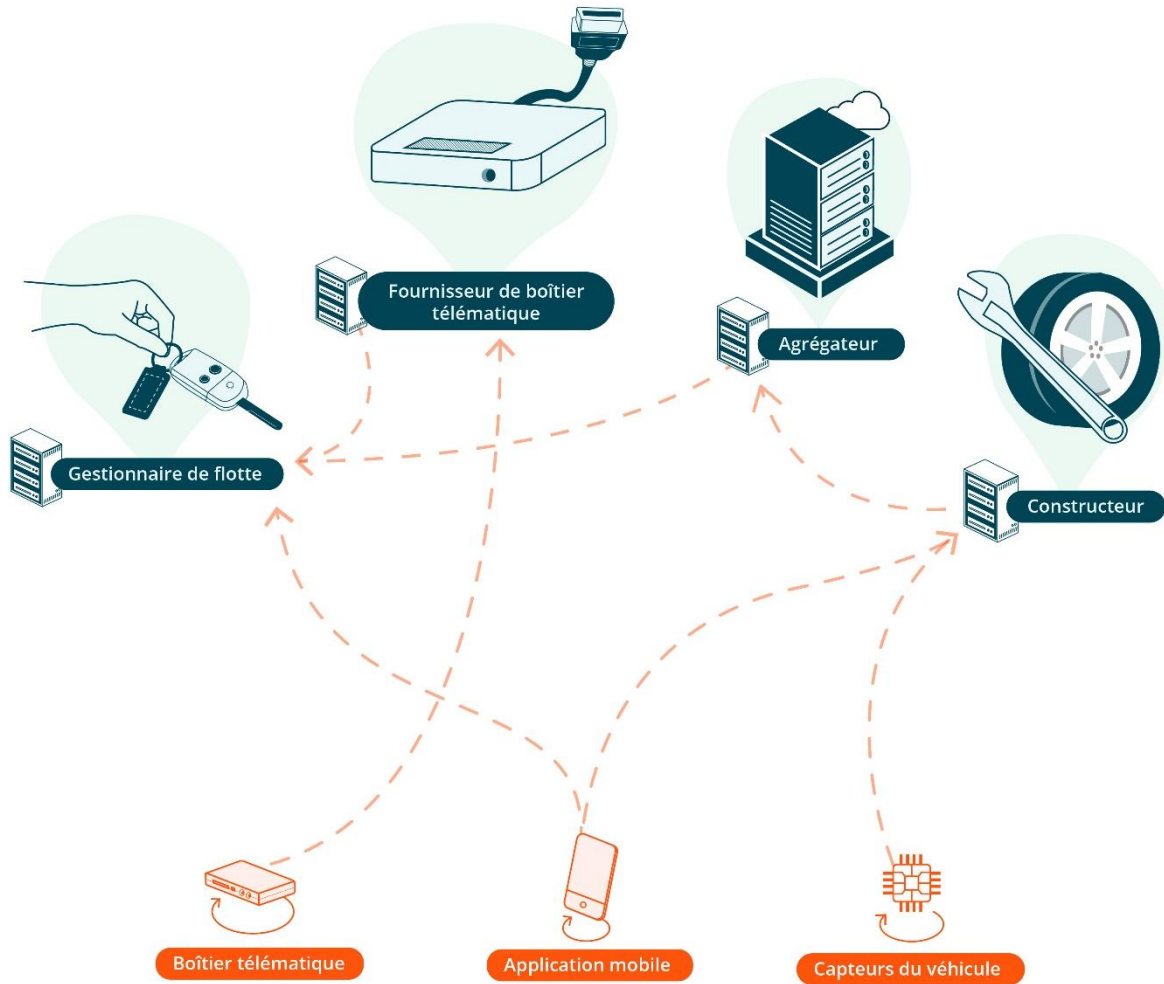 Fournisseur de boîtier
télématique
Agrégateur
Gestionnaire de flotte
Constructeur
Boîtier télématique
Application mobile
Capteurs du véhicule